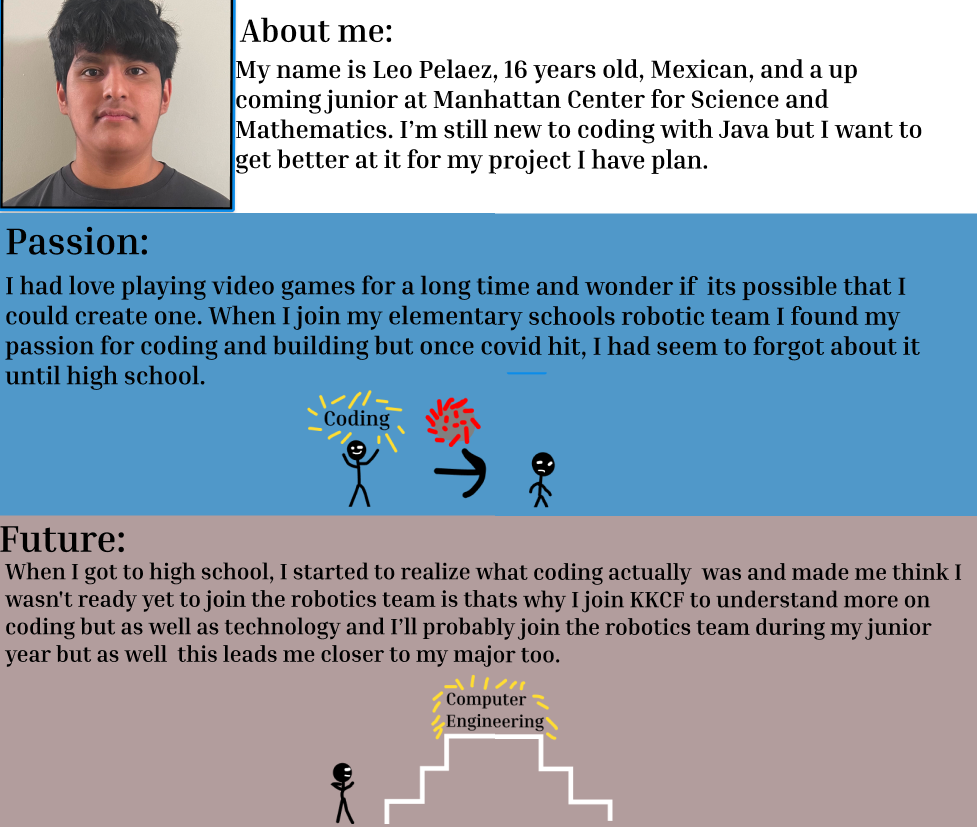 About me:
My name is Leo Pelaez, 16 years old, Mexican, and a up
coming junior at Manhattan Center for Science and
Mathematics. I’m still new to coding with Java but I want to
get better at it for my project I have plan.
Passion:
I had love playing video games for a long time and wonder if its possible that I
could create one. When I join my elementary schools robotic team I found my
passion for coding and building but once covid hit, I had seem to forgot about it
until high school.
Coding
Future:
When I got to high school, I started to realize what coding actually was and made me think I
wasn't ready yet to join the robotics team is thats why I join KKCF to understand more on
coding but as well as technology and I’ll probably join the robotics team during my junior
year but as well this leads me closer to my major too.
Computer
Engineering